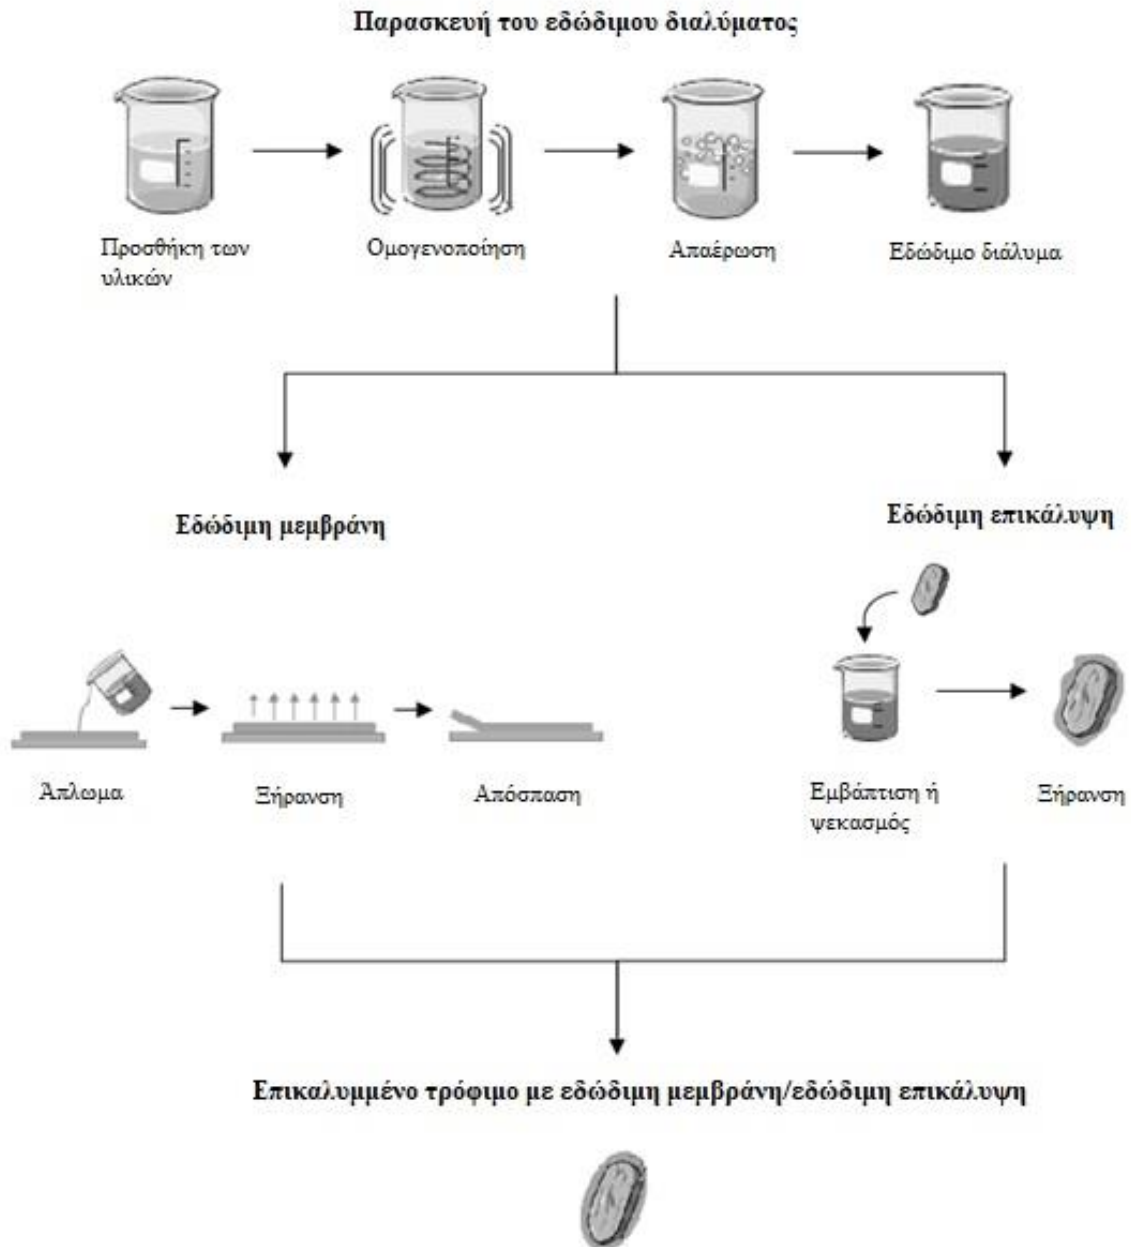 Παρασκευή του εδώδιμου διαλύματος
Προσθήκη των
υλικών
Ομογενοποίηση
Απαέρωση
Εδώδιμο διάλυμα
Εδώδιμη μεμβράνη
Εδώδιμη επικάλυψη
Άπλωμα
Ξήρανση
Απόσπαση
Εμβάπτιση ή
ψεκασμός
Ξήρανση
Επικαλυμμένο τρόφιμο με εδώδιμη μεμβράνη/εδώδιμη επικάλυψη